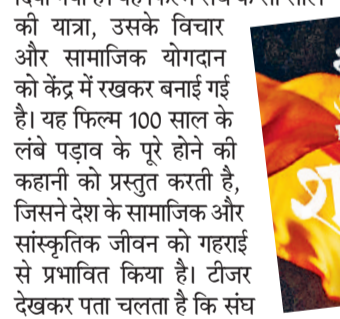 की यात्रा, उसके विचार
और सामाजिक योगदान
को केंद्र में रखकर बनाई गई
है। यह फिल्म 100 साल के
लंबे पड़ाव के पूरे होने की
कहानी को प्रस्तुत करती है,
जिसने देश के सामाजिक और
सांस्कृतिक जीवन को गहराई
से प्रभावित किया है। टीजर
देखकर पता चलता है कि संघ